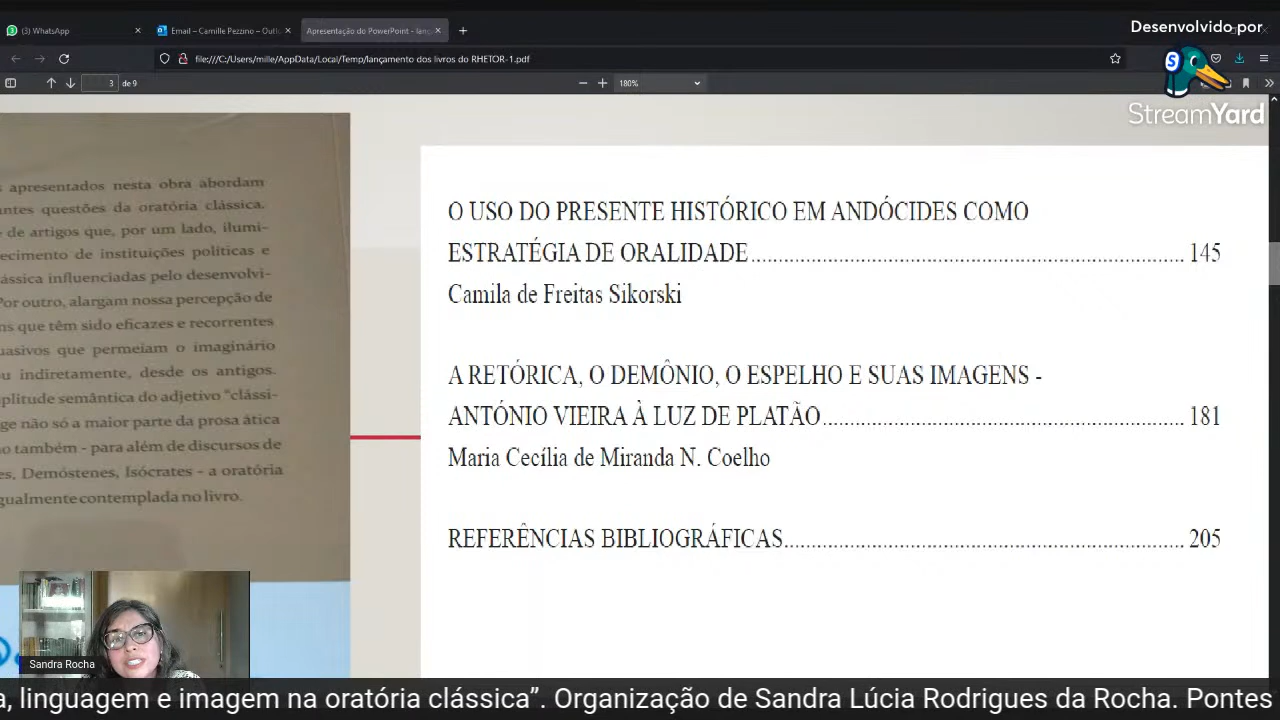 (3) WhatsApp
Email – Camille Pezzino – Outl
Apresentação do PowerPoint - lanç
Desenvolvido por
file:///C:/Users/mille/AppData/Local/Temp/lançamento dos livros do RHETOR-1.pdf
3 de 9
180%
S
StreamYard
apresentados nesta obra abordam
antes questões da oratória clássica.
de artigos que, por um lado, ilumi-
ecimento de instituições políticas e
ássica influenciadas pelo desenvolvi-
Por outro, alargam nossa percepção de
ns que têm sido eficazes e recorrentes
uasivos que permeiam o imaginário
ou indiretamente, desde os antigos.
plitude semântica do adjetivo “clássi-
ge não só a maior parte da prosa ática
o também - para além de discursos de
es, Demóstenes, Isócrates - a oratória
gualmente contemplada no livro.
O USO DO PRESENTE HISTÓRICO EM ANDÓCIDES COMO
ESTRATÉGIA DE ORALIDADE 145
Camila de Freitas Sikorski
A RETÓRICA, O DEMÔNIO, O ESPELHO E SUAS IMAGENS -
ANTÓNIO VIEIRA À LUZ DE PLATÃO 181
Maria Cecília de Miranda N. Coelho
REFERÊNCIAS BIBLIOGRÁFICAS 205
Sandra Rocha
a, linguagem e imagem na oratória clássica”. Organização de Sandra Lúcia Rodrigues da Rocha. Pontes